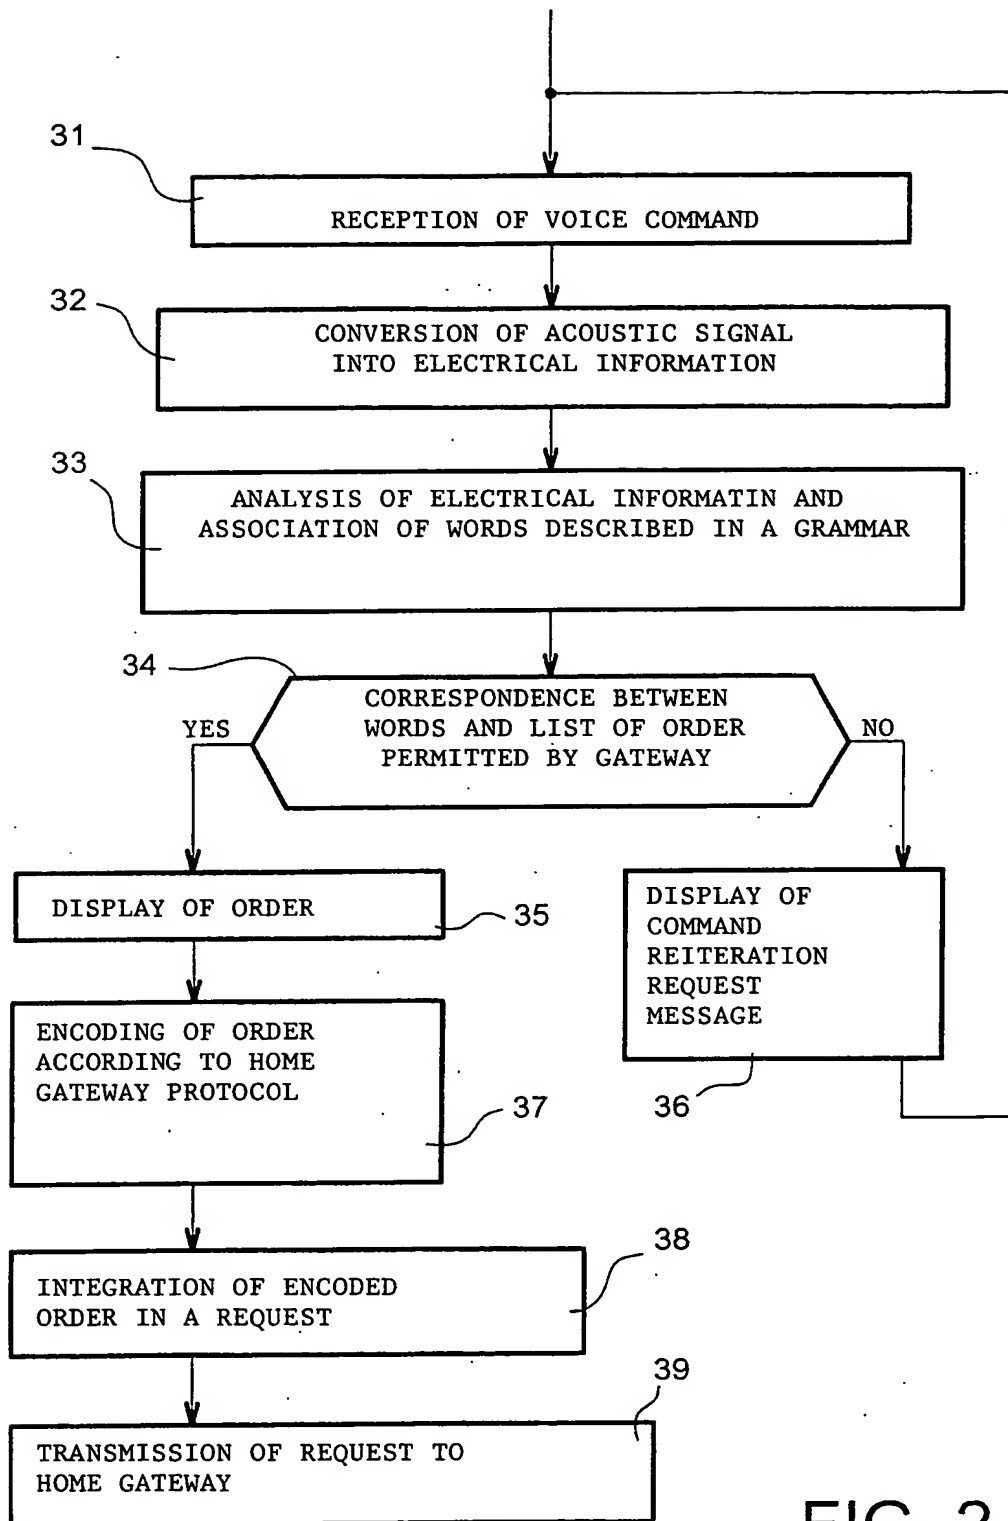 31
RECEPTION OF VOICE COMMAND
32
CONVERSION OF ACOUSTIC SIGNAL
INTO ELECTRICAL INFORMATION
33
ANALYSIS OF ELECTRICAL INFORMATIN AND
ASSOCIATION OF WORDS DESCRIBED IN A GRAMMAR
34
CORRESPONDENCE BETWEEN
WORDS AND LIST OF ORDER
PERMITTED BY GATEWAY
YES
NO
DISPLAY OF ORDER
35
DISPLAY OF
COMMAND
REITERATION
REQUEST
MESSAGE
36
ENCODING OF ORDER
ACCORDING TO HOME
GATEWAY PROTOCOL
37
38
INTEGRATION OF ENCODED
ORDER IN A REQUEST
39
TRANSMISSION OF REQUEST TO
HOME GATEWAY
FIG. 2